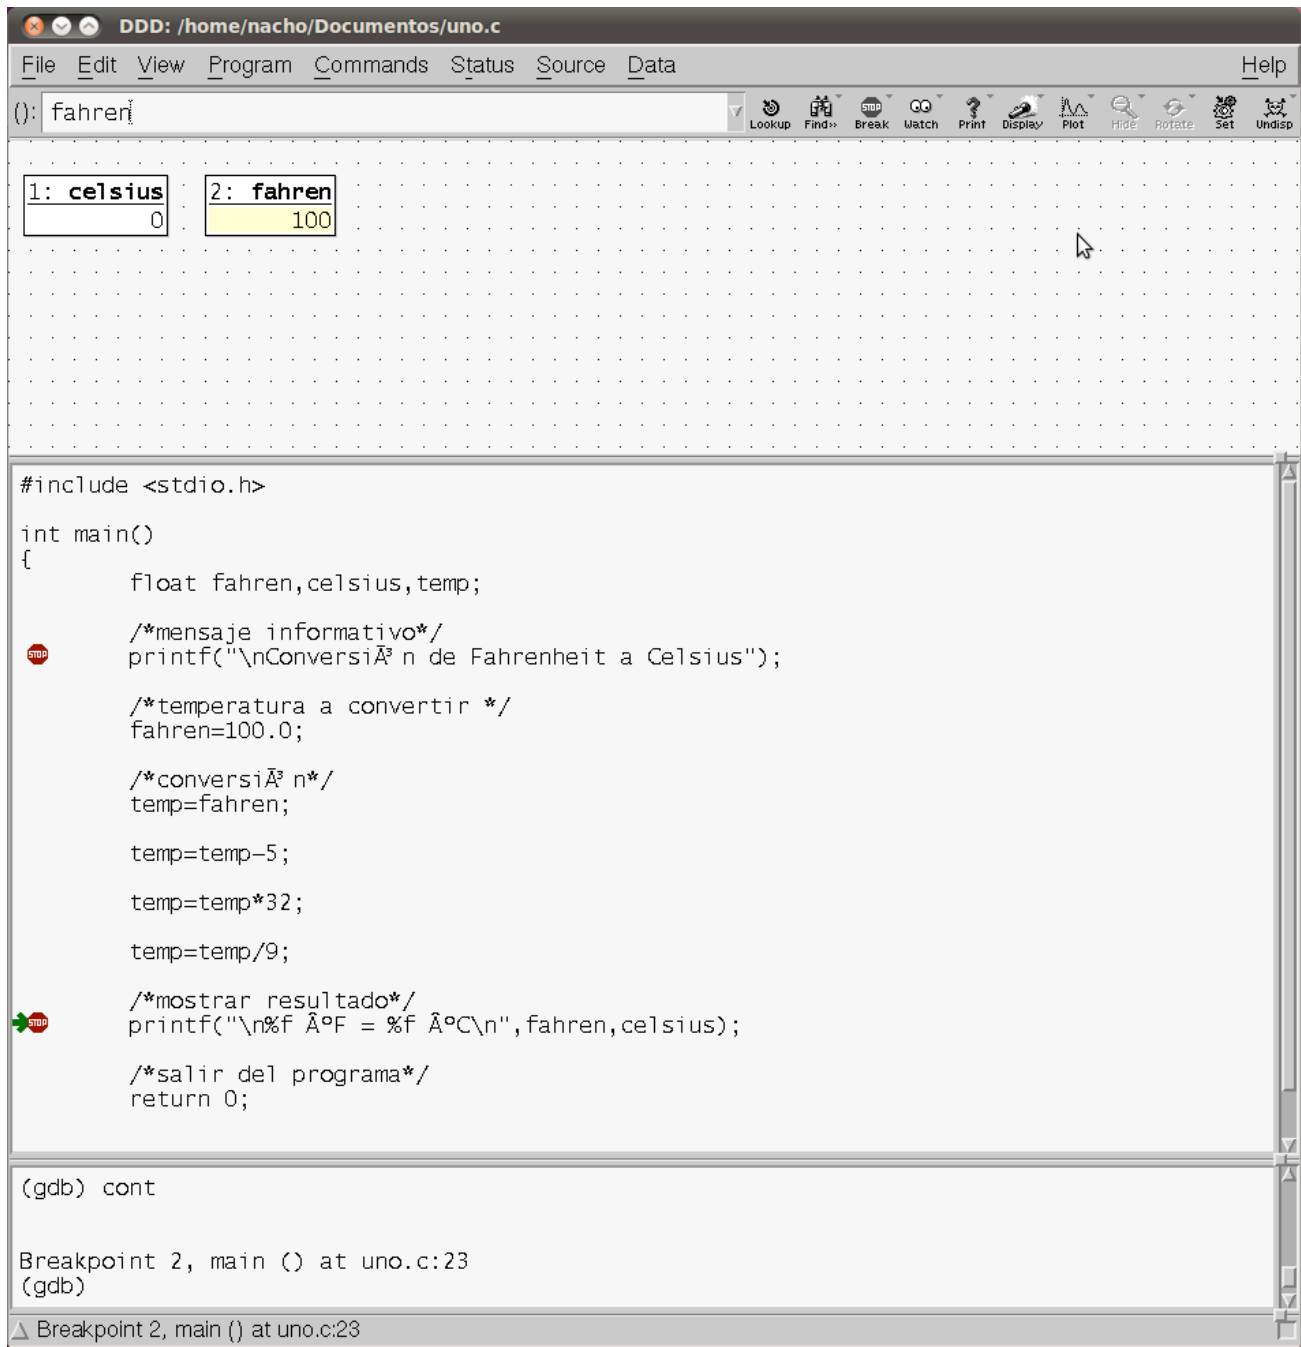 DDD: /home/nacho/Documentos/uno.c
File Edit View Program Commands Status Source Data Help
(): fahren
Lookup Find» Break Watch Print Display Plot Hide Rotate Set Undisp
1: celsius 2: fahren
0 100
#include <stdio.h>
int main()
{
float fahren,celsius,temp;
/*mensaje informativo*/
STOP printf("\nConversiÃ³n de Fahrenheit a Celsius");
/*temperatura a convertir */
fahren=100.0;
/*conversiÃ³n*/
temp=fahren;
temp=temp-5;
temp=temp*32;
temp=temp/9;
/*mostrar resultado*/
STOP printf("\n%f ÂºF = %f ÂºC\n",fahren,celsius);
/*salir del programa*/
return 0;
(gdb) cont
Breakpoint 2, main () at uno.c:23
(gdb)
Breakpoint 2, main () at uno.c:23